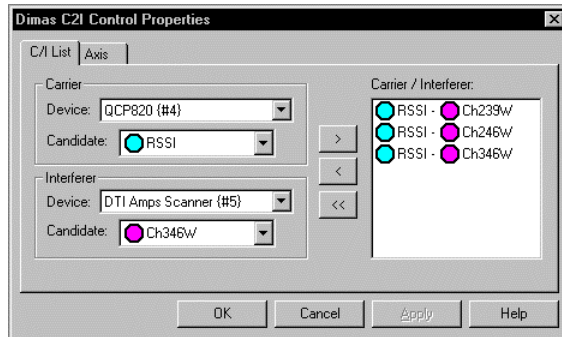 Dimas C2I Control Properties
C/I List Axis
Carrier
Device: QCP820 {#4}
Candidate: RSSI
Interferer
Device: DTI Amps Scanner {#5}
Candidate: Ch346W
>
<
<<
Carrier / Interferer:
RSSI - Ch239W
RSSI - Ch246W
RSSI - Ch346W
OK Cancel Apply Help